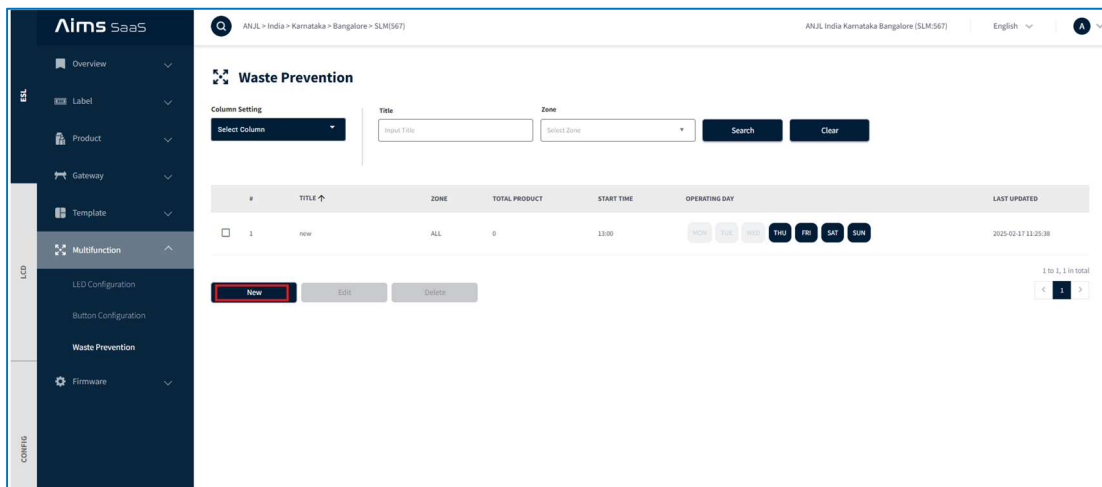 Aims SaaS
ANJL > India > Karnataka > Bangalore > SLM(567)
ANJL India Karnataka Bangalore (SLM:567)
English
A
ESL
LCD
CONFIG
Overview
Label
Product
Gateway
Template
Multifunction
LED Configuration
Button Configuration
Waste Prevention
Firmware
Waste Prevention
Column Setting
Select Column
Title
Input Title
Zone
Select Zone
Search
Clear
# TITLE ZONE TOTAL PRODUCT START TIME OPERATING DAY LAST UPDATED
1 new ALL 0 13:00 MON TUE WED THU FRI SAT SUN 2025-02-17 11:25:38
1 to 1, 1 in total
New Edit Delete
< 1 >